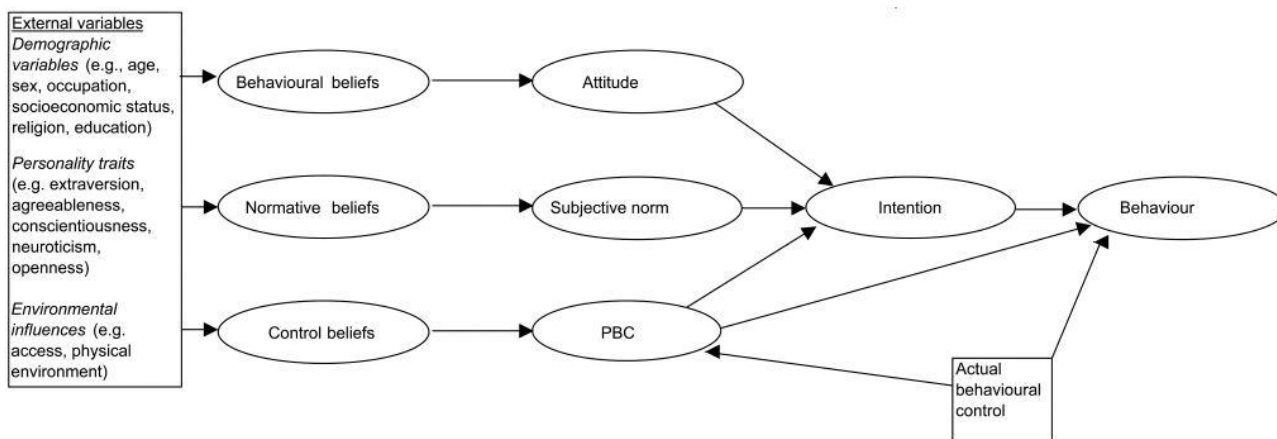 External variables
Demographic
variables (e.g., age,
sex, occupation,
socioeconomic status,
religion, education)
Personality traits
(e.g. extraversion,
agreeableness,
conscientiousness,
neuroticism,
openness)
Environmental
influences (e.g.
access, physical
environment)
Behavioural beliefs
Attitude
Normative beliefs
Subjective norm
Intention
Behaviour
Control beliefs
PBC
Actual
behavioural
control